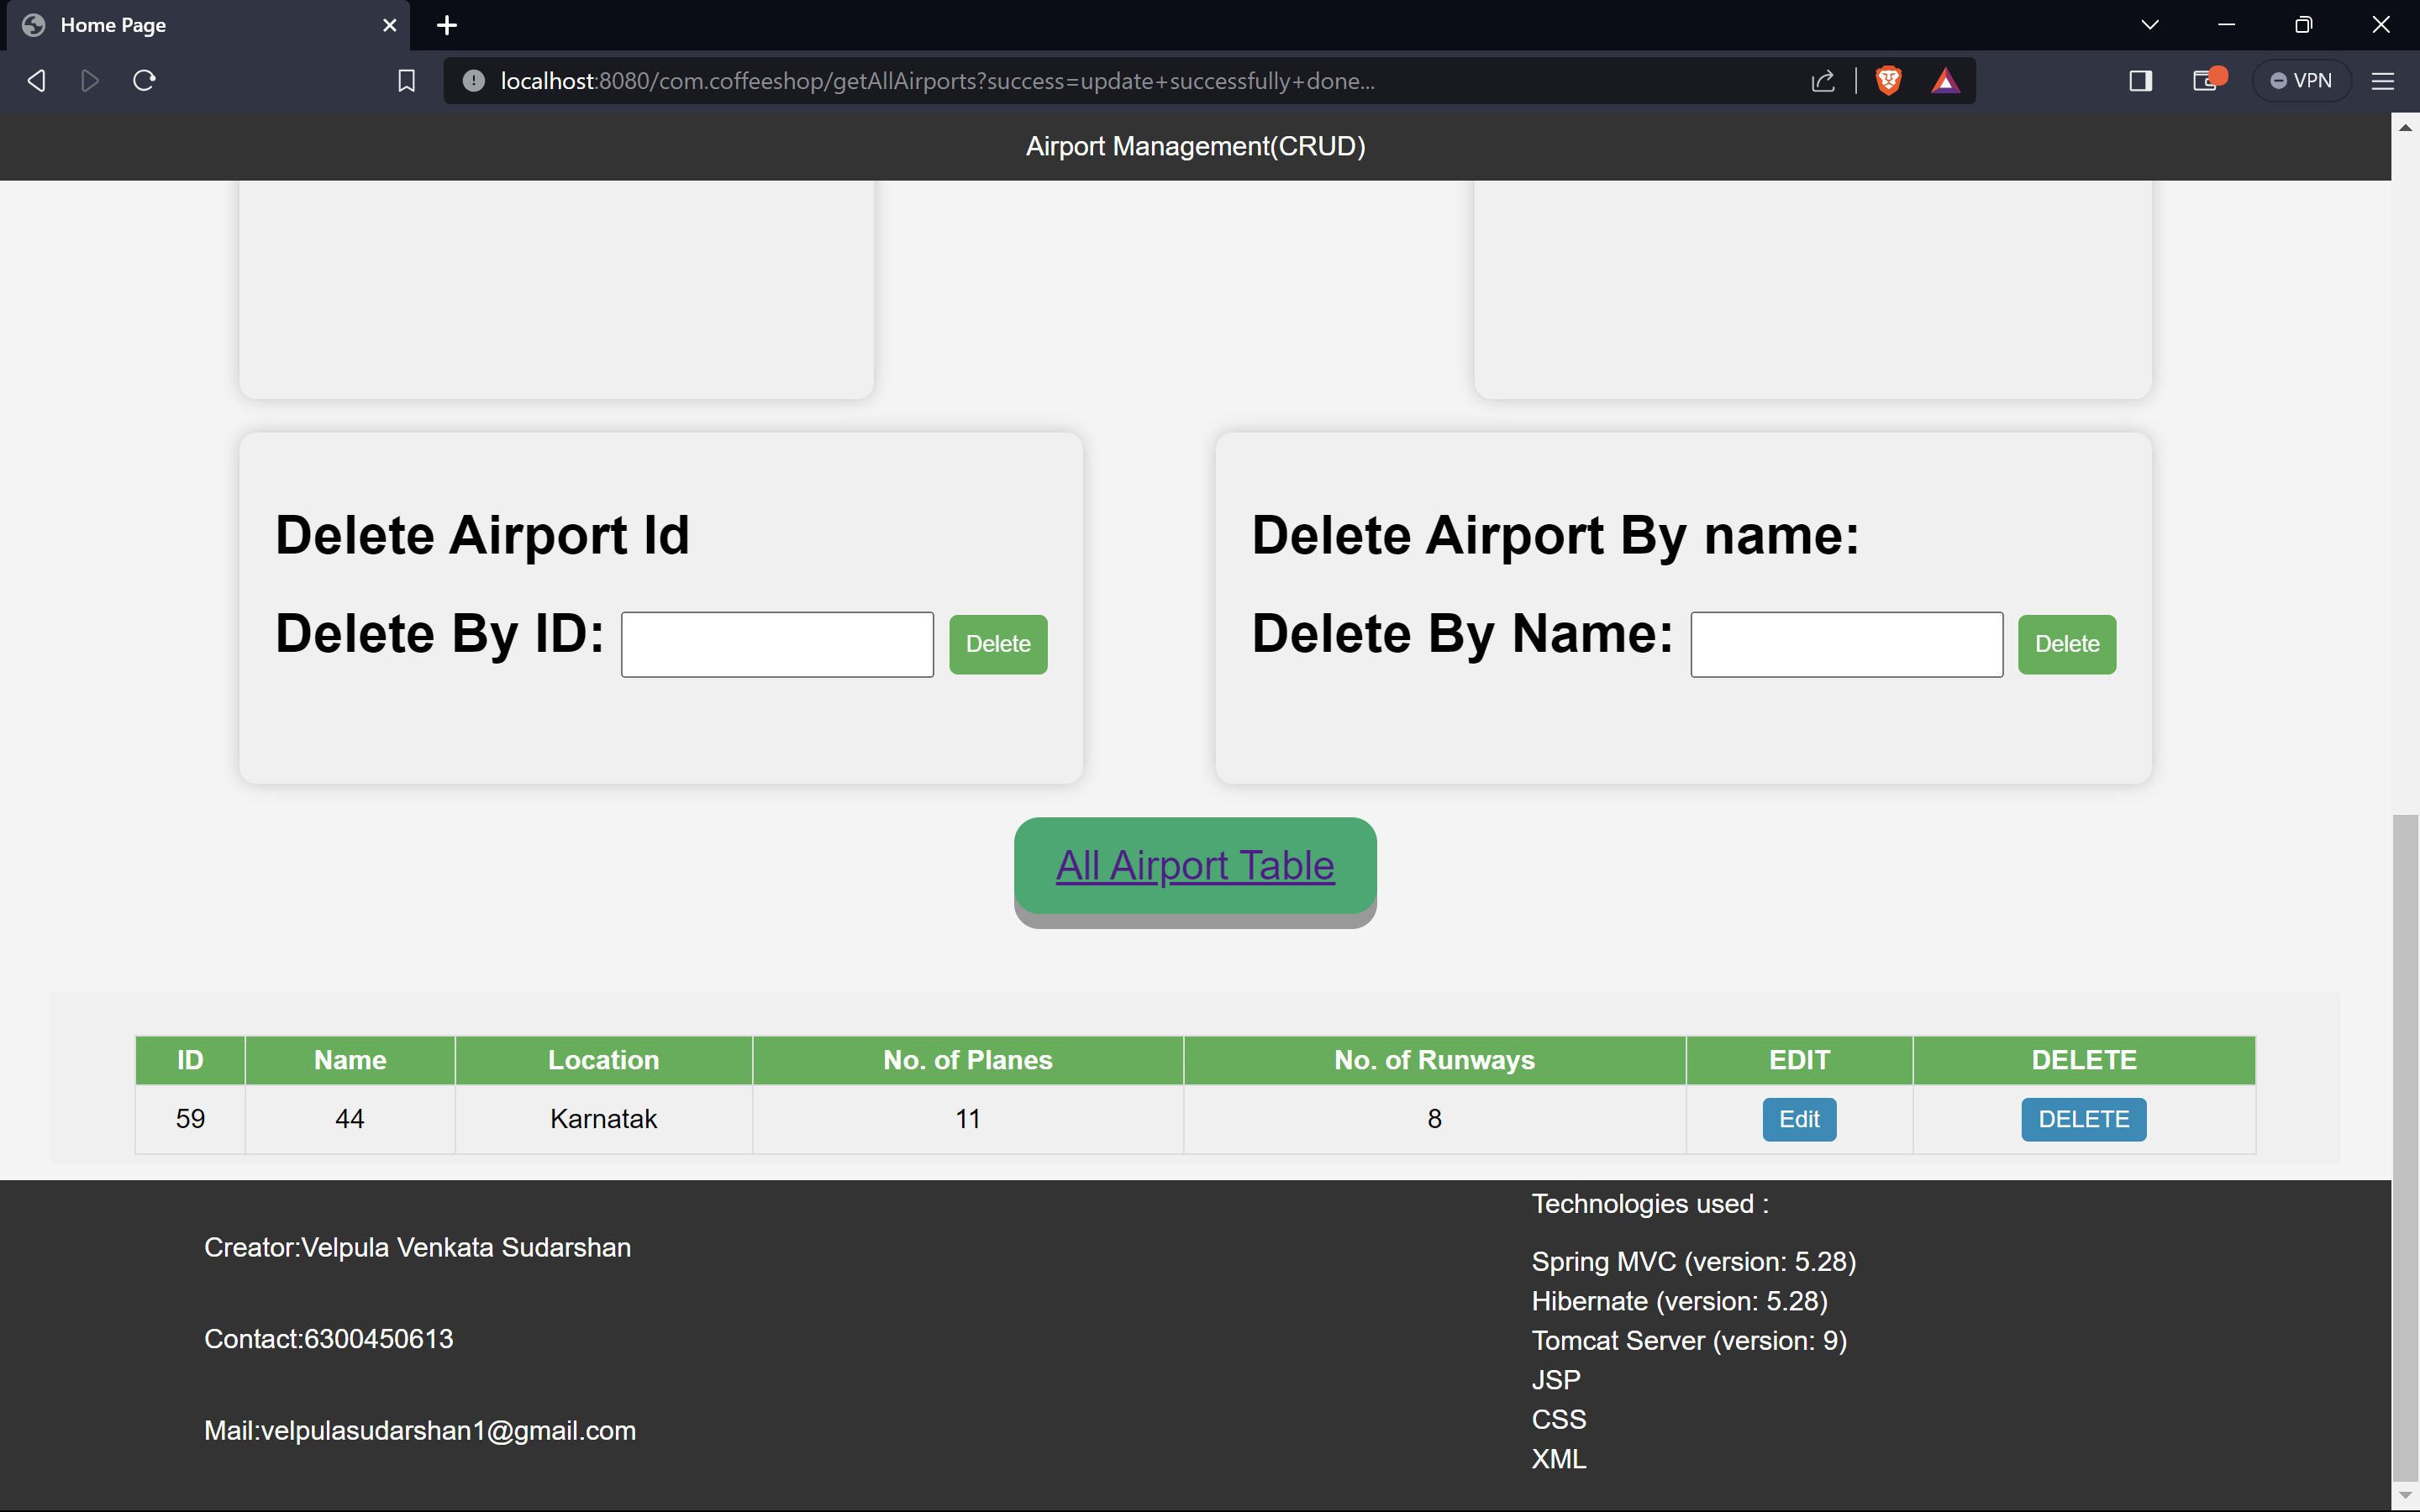 Home Page
localhost:8080/com.coffeeshop/getAllAirports?success=update+successfully+done...
VPN
Airport Management(CRUD)
Delete Airport Id
Delete By ID: Delete
Delete Airport By name:
Delete By Name: Delete
All Airport Table
ID Name Location No. of Planes No. of Runways EDIT DELETE
59 44 Karnatak 11 8 Edit DELETE
Creator:Velpula Venkata Sudarshan
Contact:6300450613
Mail:velpulasudarshan1@gmail.com
Technologies used :
Spring MVC (version: 5.28)
Hibernate (version: 5.28)
Tomcat Server (version: 9)
JSP
CSS
XML